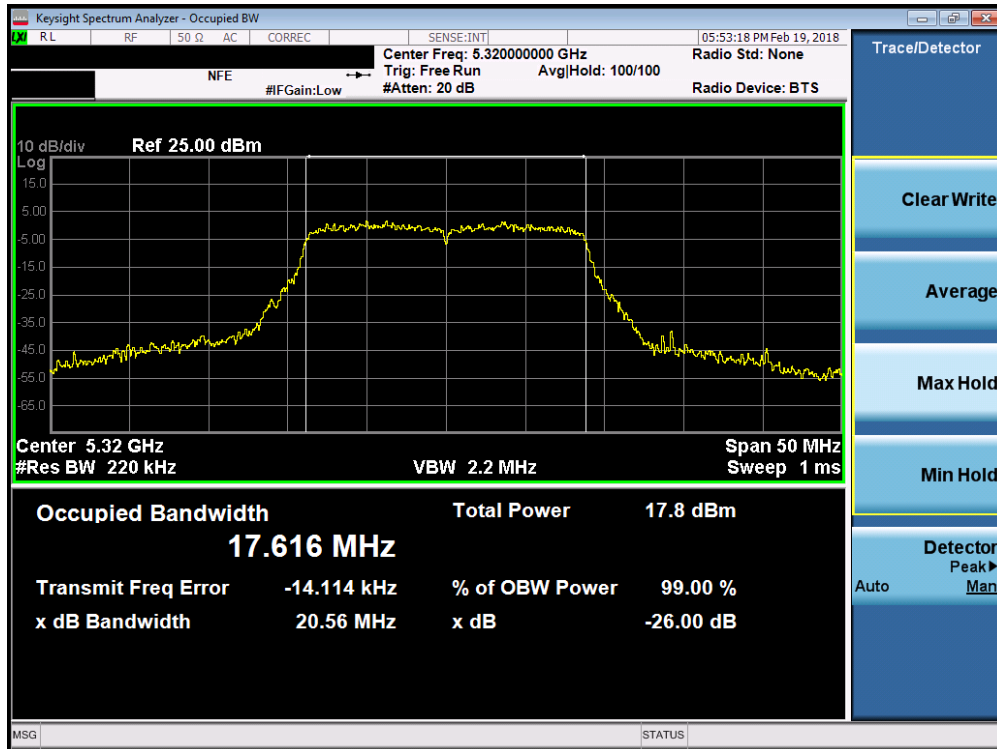 Keysight Spectrum Analyzer - Occupied BW
LXI RL RF 50 Ω AC CORREC SENSE:INT 05:53:18 PM Feb 19, 2018
Center Freq: 5.320000000 GHz Radio Std: None
NFE Trig: Free Run Avg|Hold: 100/100
#IFGain:Low #Atten: 20 dB Radio Device: BTS
10 dB/div Ref 25.00 dBm
Log
15.0
5.00
-5.00
-15.0
-25.0
-35.0
-45.0
-55.0
-65.0
Center 5.32 GHz Span 50 MHz
#Res BW 220 kHz VBW 2.2 MHz Sweep 1 ms
Occupied Bandwidth Total Power 17.8 dBm
17.616 MHz
Transmit Freq Error -14.114 kHz % of OBW Power 99.00 %
x dB Bandwidth 20.56 MHz x dB -26.00 dB
MSG STATUS
Trace/Detector
Clear Write
Average
Max Hold
Min Hold
Detector
Peak▶
Auto Man